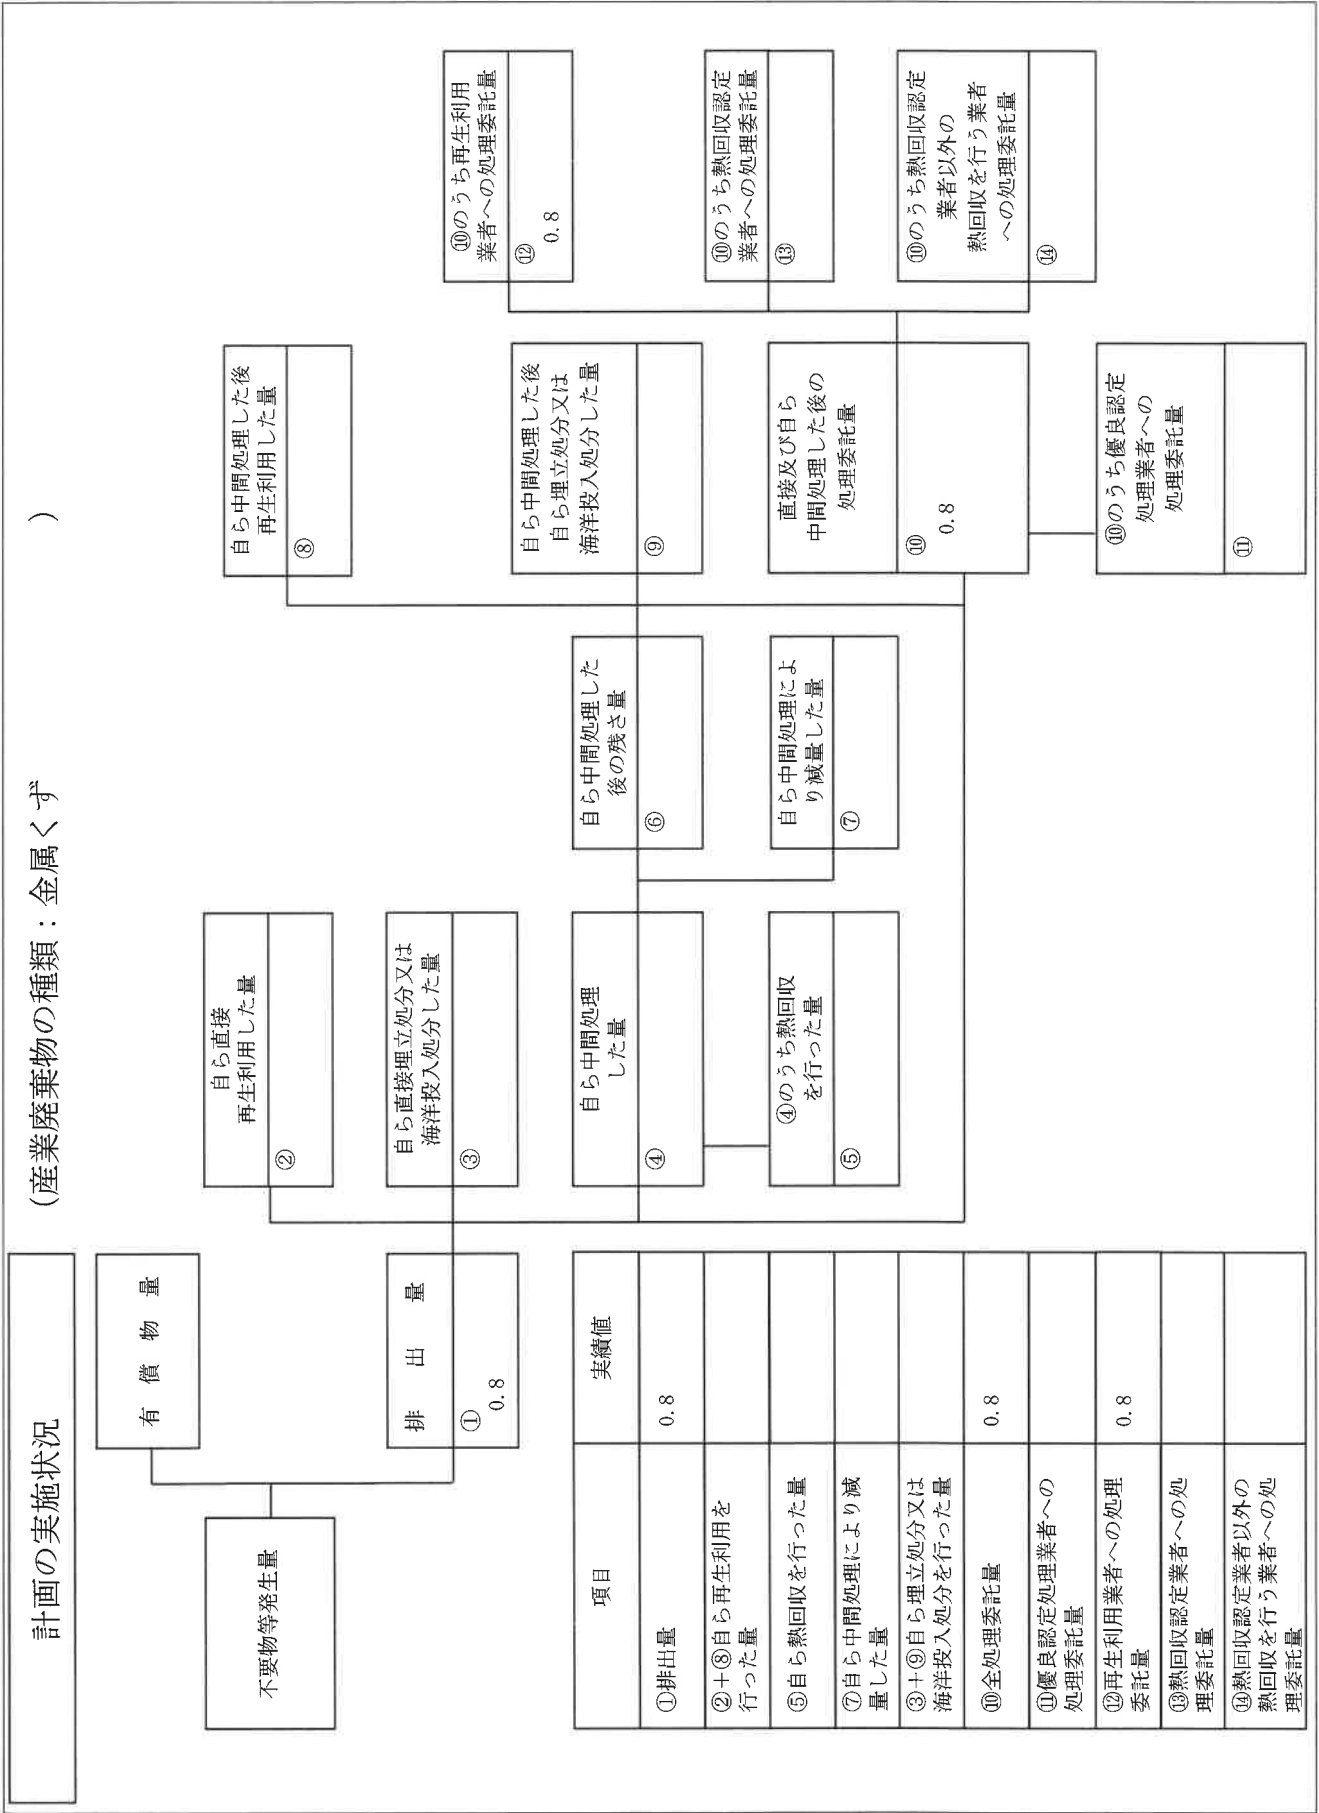 計画の実施状況
（産業廃棄物の種類：金属くず
）
不要物等発生量
有償物量
排出量
①
0.8
自ら直接
再生利用した量
②
自ら直接埋立処分又は
海洋投入処分した量
③
自ら中間処理
した量
④
④のうち熱回収
を行った量
⑤
自ら中間処理した
後の残さ量
⑥
自ら中間処理によ
り減量した量
⑦
自ら中間処理した後
再生利用した量
⑧
自ら中間処理した後
自ら埋立処分又は
海洋投入処分した量
⑨
直接及び自ら
中間処理した後の
処理委託量
⑩
0.8
⑩のうち優良認定
処理業者への
処理委託量
⑪
⑩のうち再生利用
業者への処理委託量
⑫
0.8
⑩のうち熱回収認定
業者への処理委託量
⑬
⑩のうち熱回収認定
業者以外の
熱回収を行う業者
への処理委託量
⑭
項目 実績値
①排出量 0.8
②+⑧自ら再生利用を
行った量
⑤自ら熱回収を行った量
⑦自ら中間処理により減
量した量
③+⑨自ら埋立処分又は
海洋投入処分を行った量
⑩全処理委託量 0.8
⑪優良認定処理業者への
処理委託量
⑫再生利用業者への処理
委託量 0.8
⑬熱回収認定業者への処
理委託量
⑭熱回収認定業者以外の
熱回収を行う業者への処
理委託量